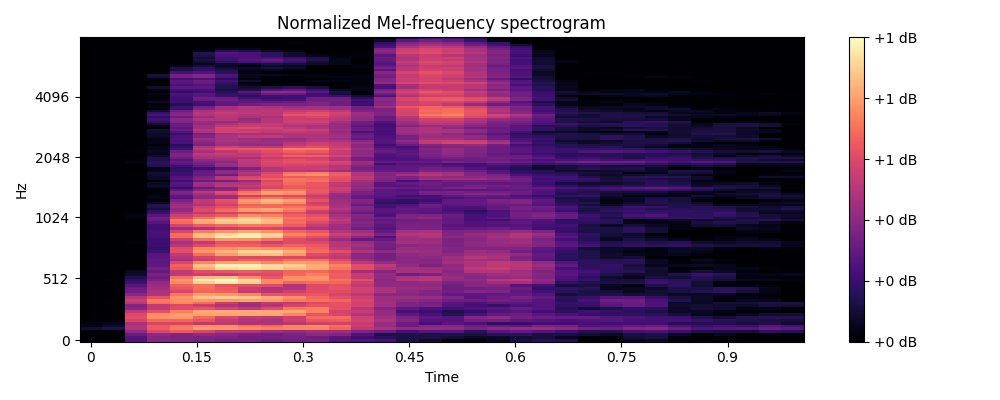 Normalized Mel-frequency spectrogram
Hz
4096
2048
1024
512
0
0 0.15 0.3 0.45 0.6 0.75 0.9
Time
+1 dB
+1 dB
+1 dB
+0 dB
+0 dB
+0 dB